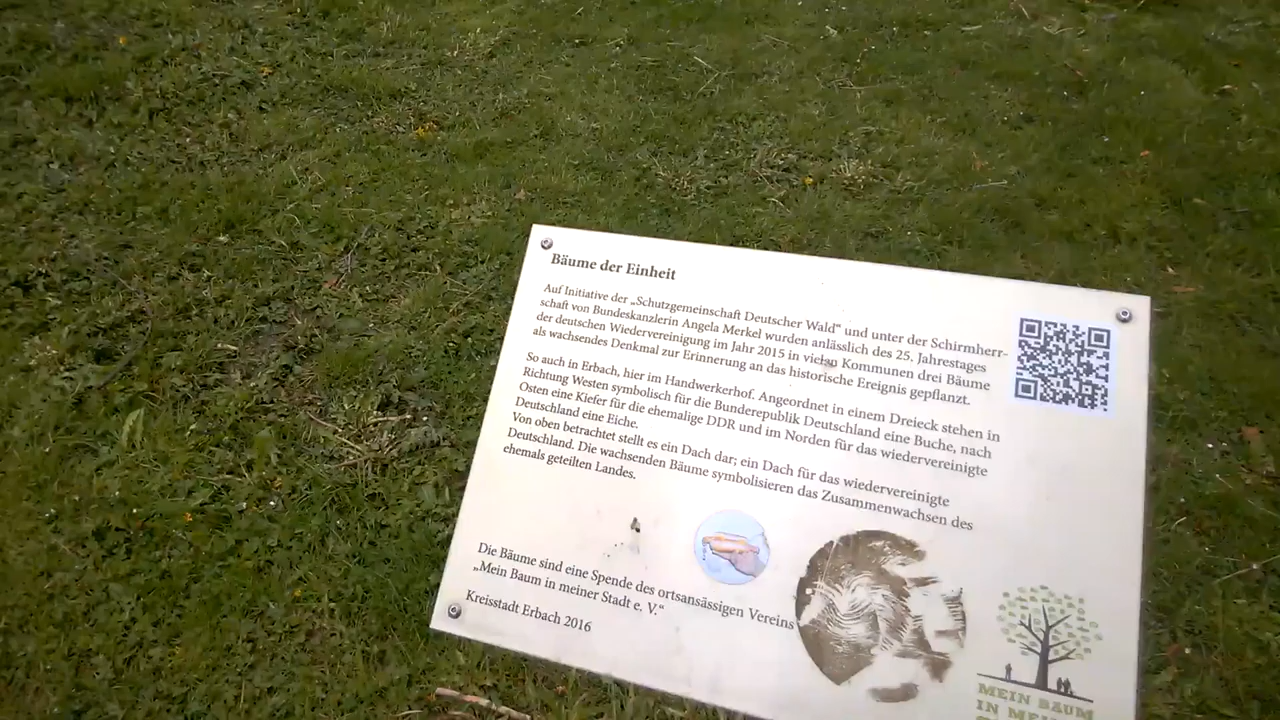 Bäume der Einheit
Auf Initiative der „Schutzgemeinschaft Deutscher Wald“ und unter der Schirmherr-
schaft von Bundeskanzlerin Angela Merkel wurden anlässlich des 25. Jahrestages
der deutschen Wiedervereinigung im Jahr 2015 in vielen Kommunen drei Bäume
als wachsendes Denkmal zur Erinnerung an das historische Ereignis gepflanzt.
So auch in Erbach, hier im Handwerkerhof. Angeordnet in einem Dreieck stehen in
Richtung Westen symbolisch für die Bunderepublik Deutschland eine Buche, nach
Osten eine Kiefer für die ehemalige DDR und im Norden für das wiedervereinigte
Deutschland eine Eiche.
Von oben betrachtet stellt es ein Dach dar; ein Dach für das wiedervereinigte
Deutschland. Die wachsenden Bäume symbolisieren das Zusammenwachsen des
ehemals geteilten Landes.
Die Bäume sind eine Spende des ortsansässigen Vereins
„Mein Baum in meiner Stadt e. V.“
Kreisstadt Erbach 2016
MEIN BAUM
IN